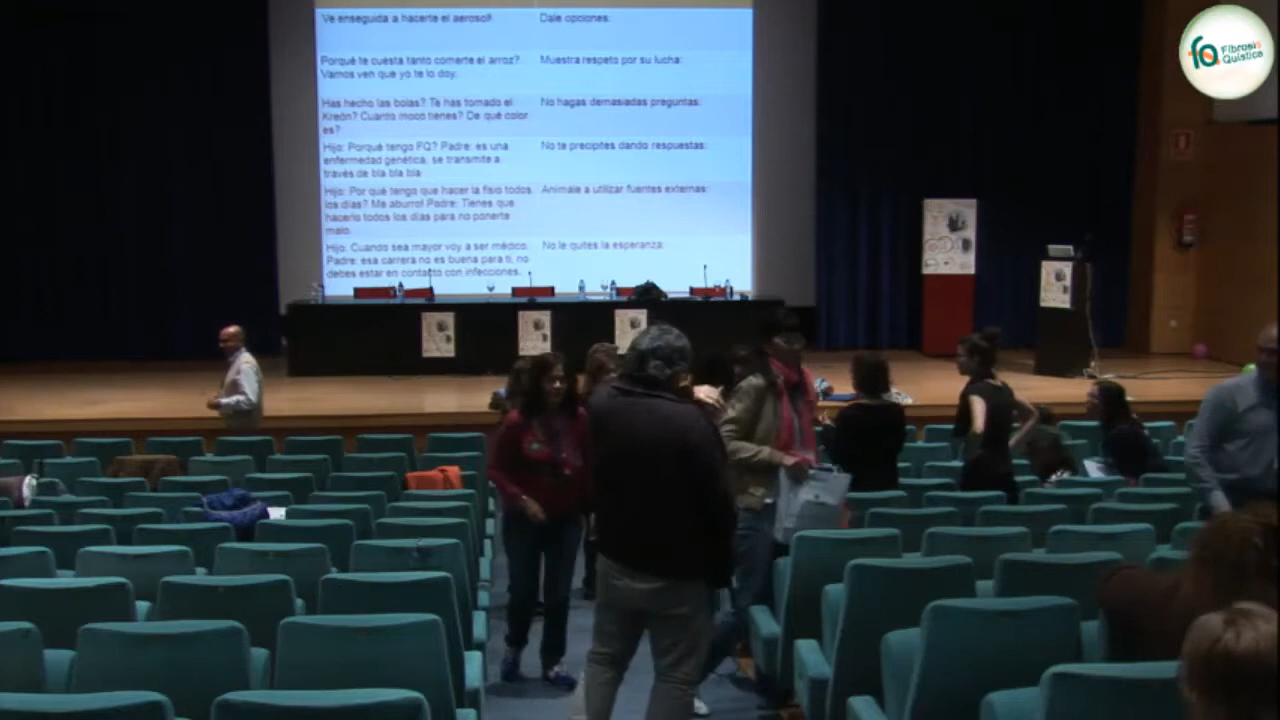 Ve enseguida a hacerte el aerosol!
Dale opciones:
Porqué te cuesta tanto comerte el arroz?
Vamos ven que yo te lo doy.
Muestra respeto por su lucha:
Has hecho las bolas? Te has tomado el
Kreón? Cuanto moco tienes? De qué color
es?
No hagas demasiadas preguntas:
Hijo: Porqué tengo FQ? Padre: es una
enfermedad genética, se transmite a
través de bla bla bla
No te precipites dando respuestas:
Hijo: Por qué tengo que hacer la fisio todos
los días? Me aburro! Padre: Tienes que
hacerlo todos los días para no ponerte
malo.
Anímale a utilizar fuentes externas:
Hijo: Cuando sea mayor voy a ser médico.
Padre: esa carrera no es buena para ti, no
debes estar en contacto con infecciones.
No le quites la esperanza:
fq Fibrosis
Quística